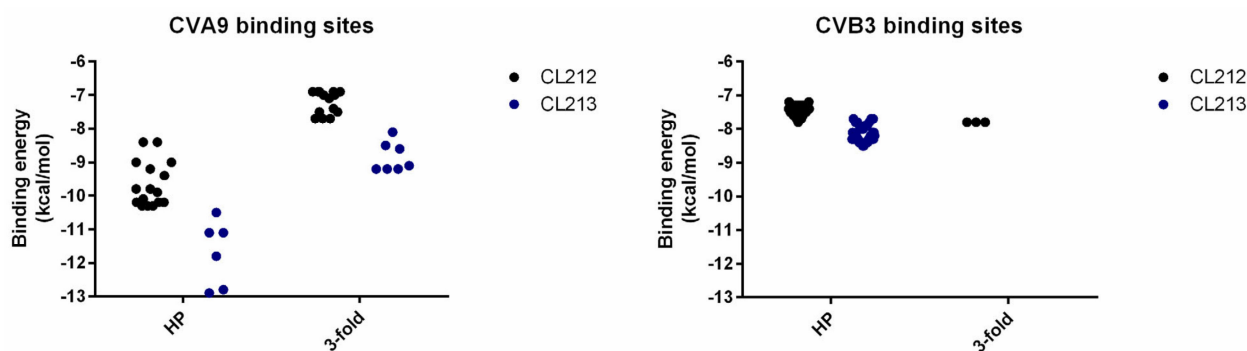 CVA9 binding sites
Binding energy
(kcal/mol)
-6
-7
-8
-9
-10
-11
-12
-13
HP
3-fold
CL212
CL213
CVB3 binding sites
Binding energy
(kcal/mol)
-6
-7
-8
-9
-10
-11
-12
-13
HP
3-fold
CL212
CL213